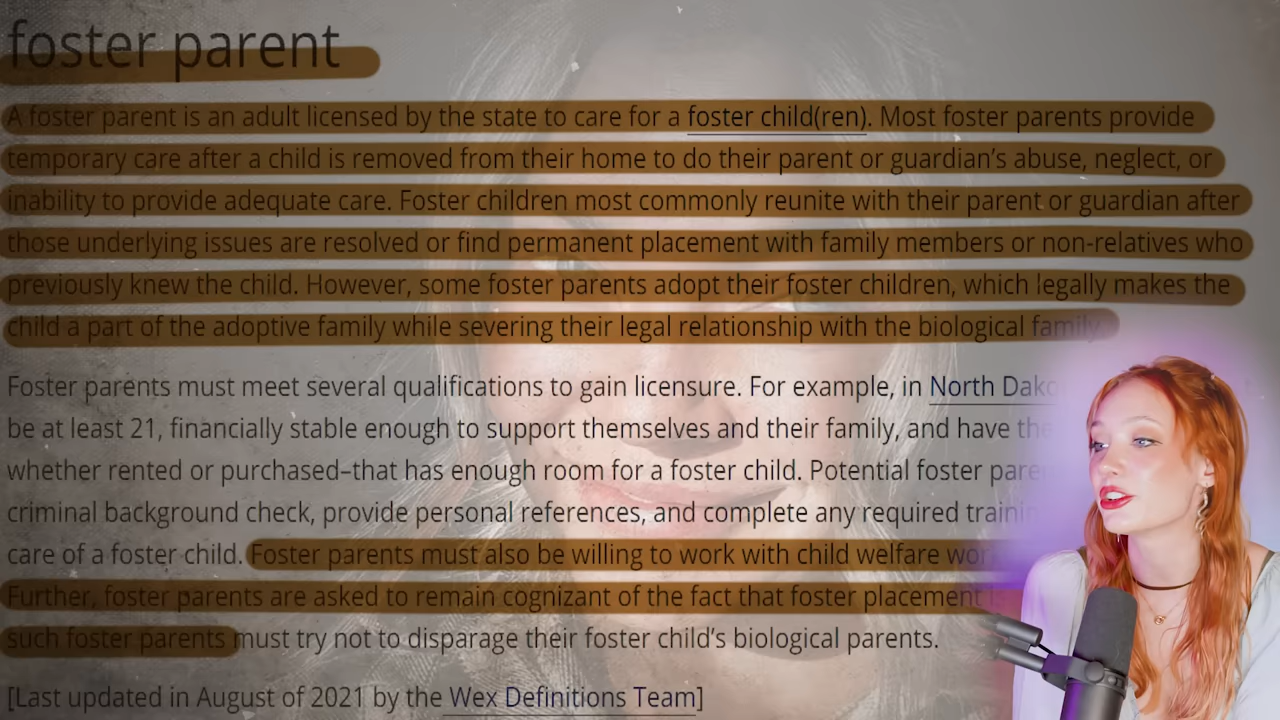 foster parent
A foster parent is an adult licensed by the state to care for a foster child(ren). Most foster parents provide
temporary care after a child is removed from their home to do their parent or guardian's abuse, neglect, or
inability to provide adequate care. Foster children most commonly reunite with their parent or guardian after
those underlying issues are resolved or find permanent placement with family members or non-relatives who
previously knew the child. However, some foster parents adopt their foster children, which legally makes the
child a part of the adoptive family while severing their legal relationship with the biological family.
Foster parents must meet several qualifications to gain licensure. For example, in North
be at least 21, financially stable enough to support themselves and their family, and have
whether rented or purchased–that has enough room for a foster child. Potential foster
criminal background check, provide personal references, and complete any required
care of a foster child. Foster parents must also be willing to work with child welfare
Further, foster parents are asked to remain cognizant of the fact that foster placement
such foster parents must try not to disparage their foster child's biological parents.
[Last updated in August of 2021 by the Wex Definitions Team]